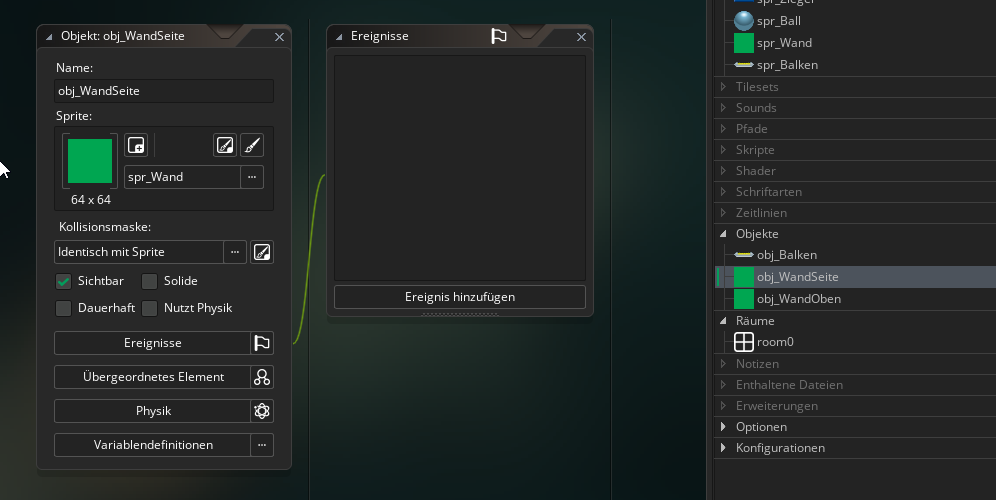 Objekt: obj_WandSeite
Name:
obj_WandSeite
Sprite:
spr_Wand
64 x 64
Kollisionsmaske:
Identisch mit Sprite
Sichtbar
Solide
Dauerhaft
Nutzt Physik
Ereignisse
Übergeordnetes Element
Physik
Variablendefinitionen
Ereignisse
Ereignis hinzufügen
spr_Ball
spr_Wand
spr_Balken
Tilesets
Sounds
Pfade
Skripte
Shader
Schriftarten
Zeitlinien
Objekte
obj_Balken
obj_WandSeite
obj_WandOben
Räume
room0
Notizen
Enthaltene Dateien
Erweiterungen
Optionen
Konfigurationen